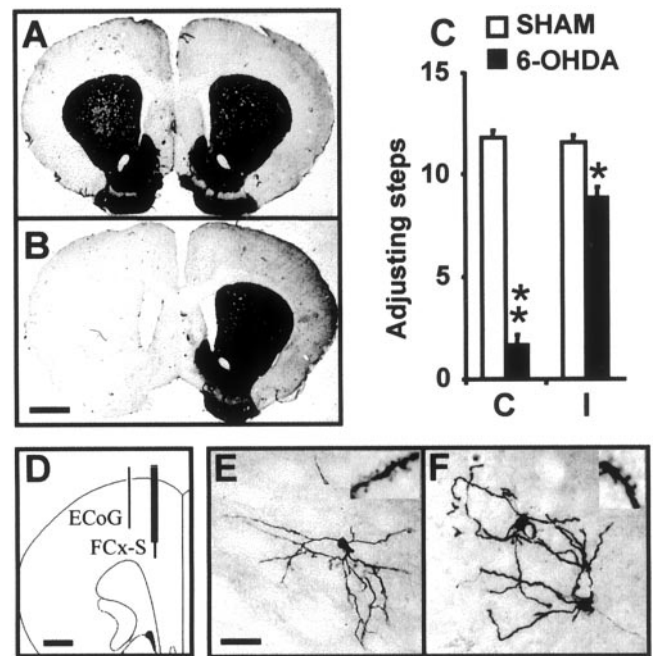 A
B
C
SHAM
6-OHDA
15
10
5
0
Adjusting steps
*
**
C
I
D
ECoG
FCx-S
E
F